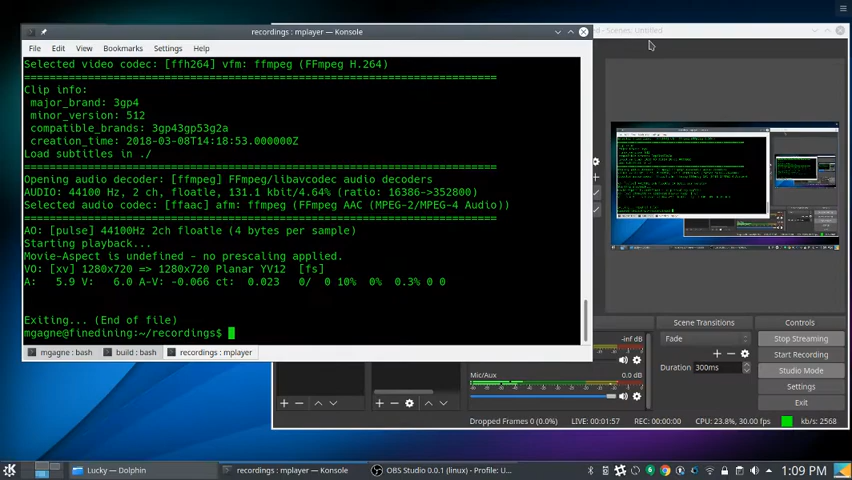 recordings : mplayer — Konsole
- Scenes, Untitled
File Edit View Bookmarks Settings Help
Selected video codec: [ffh264] vfm: ffmpeg (FFmpeg H.264)
==========================================================================
Clip info:
major_brand: 3gp4
minor_version: 512
compatible_brands: 3gp43gp53g2a
creation_time: 2018-03-08T14:18:53.000000Z
Load subtitles in ./
==========================================================================
Opening audio decoder: [ffmpeg] FFmpeg/libavcodec audio decoders
AUDIO: 44100 Hz, 2 ch, floatle, 131.1 kbit/4.64% (ratio: 16386->352800)
Selected audio codec: [ffaac] afm: ffmpeg (FFmpeg AAC (MPEG-2/MPEG-4 Audio))
==========================================================================
AO: [pulse] 44100Hz 2ch floatle (4 bytes per sample)
Starting playback...
Movie-Aspect is undefined - no prescaling applied.
VO: [xv] 1280x720 => 1280x720 Planar YV12 [fs]
A: 5.9 V: 6.0 A-V: -0.066 ct: 0.023 0/ 0 10% 0% 0.3% 0 0
Exiting... (End of file)
mgagne@finedining:~/recordings$
mgagne : bash build : bash recordings : mplayer
-inf dB
Mic/Aux 0.0 dB
Scene Transitions
Fade
Duration 300ms
Controls
Stop Streaming
Start Recording
Studio Mode
Settings
Exit
Dropped Frames 0 (0.0%) LIVE: 00:01:57 REC: 00:00:00 CPU: 23.8%, 30.00 fps kb/s: 2568
Lucky — Dolphin recordings : mplayer — Konsole OBS Studio 0.0.1 (linux) - Profile: U... 1:09 PM